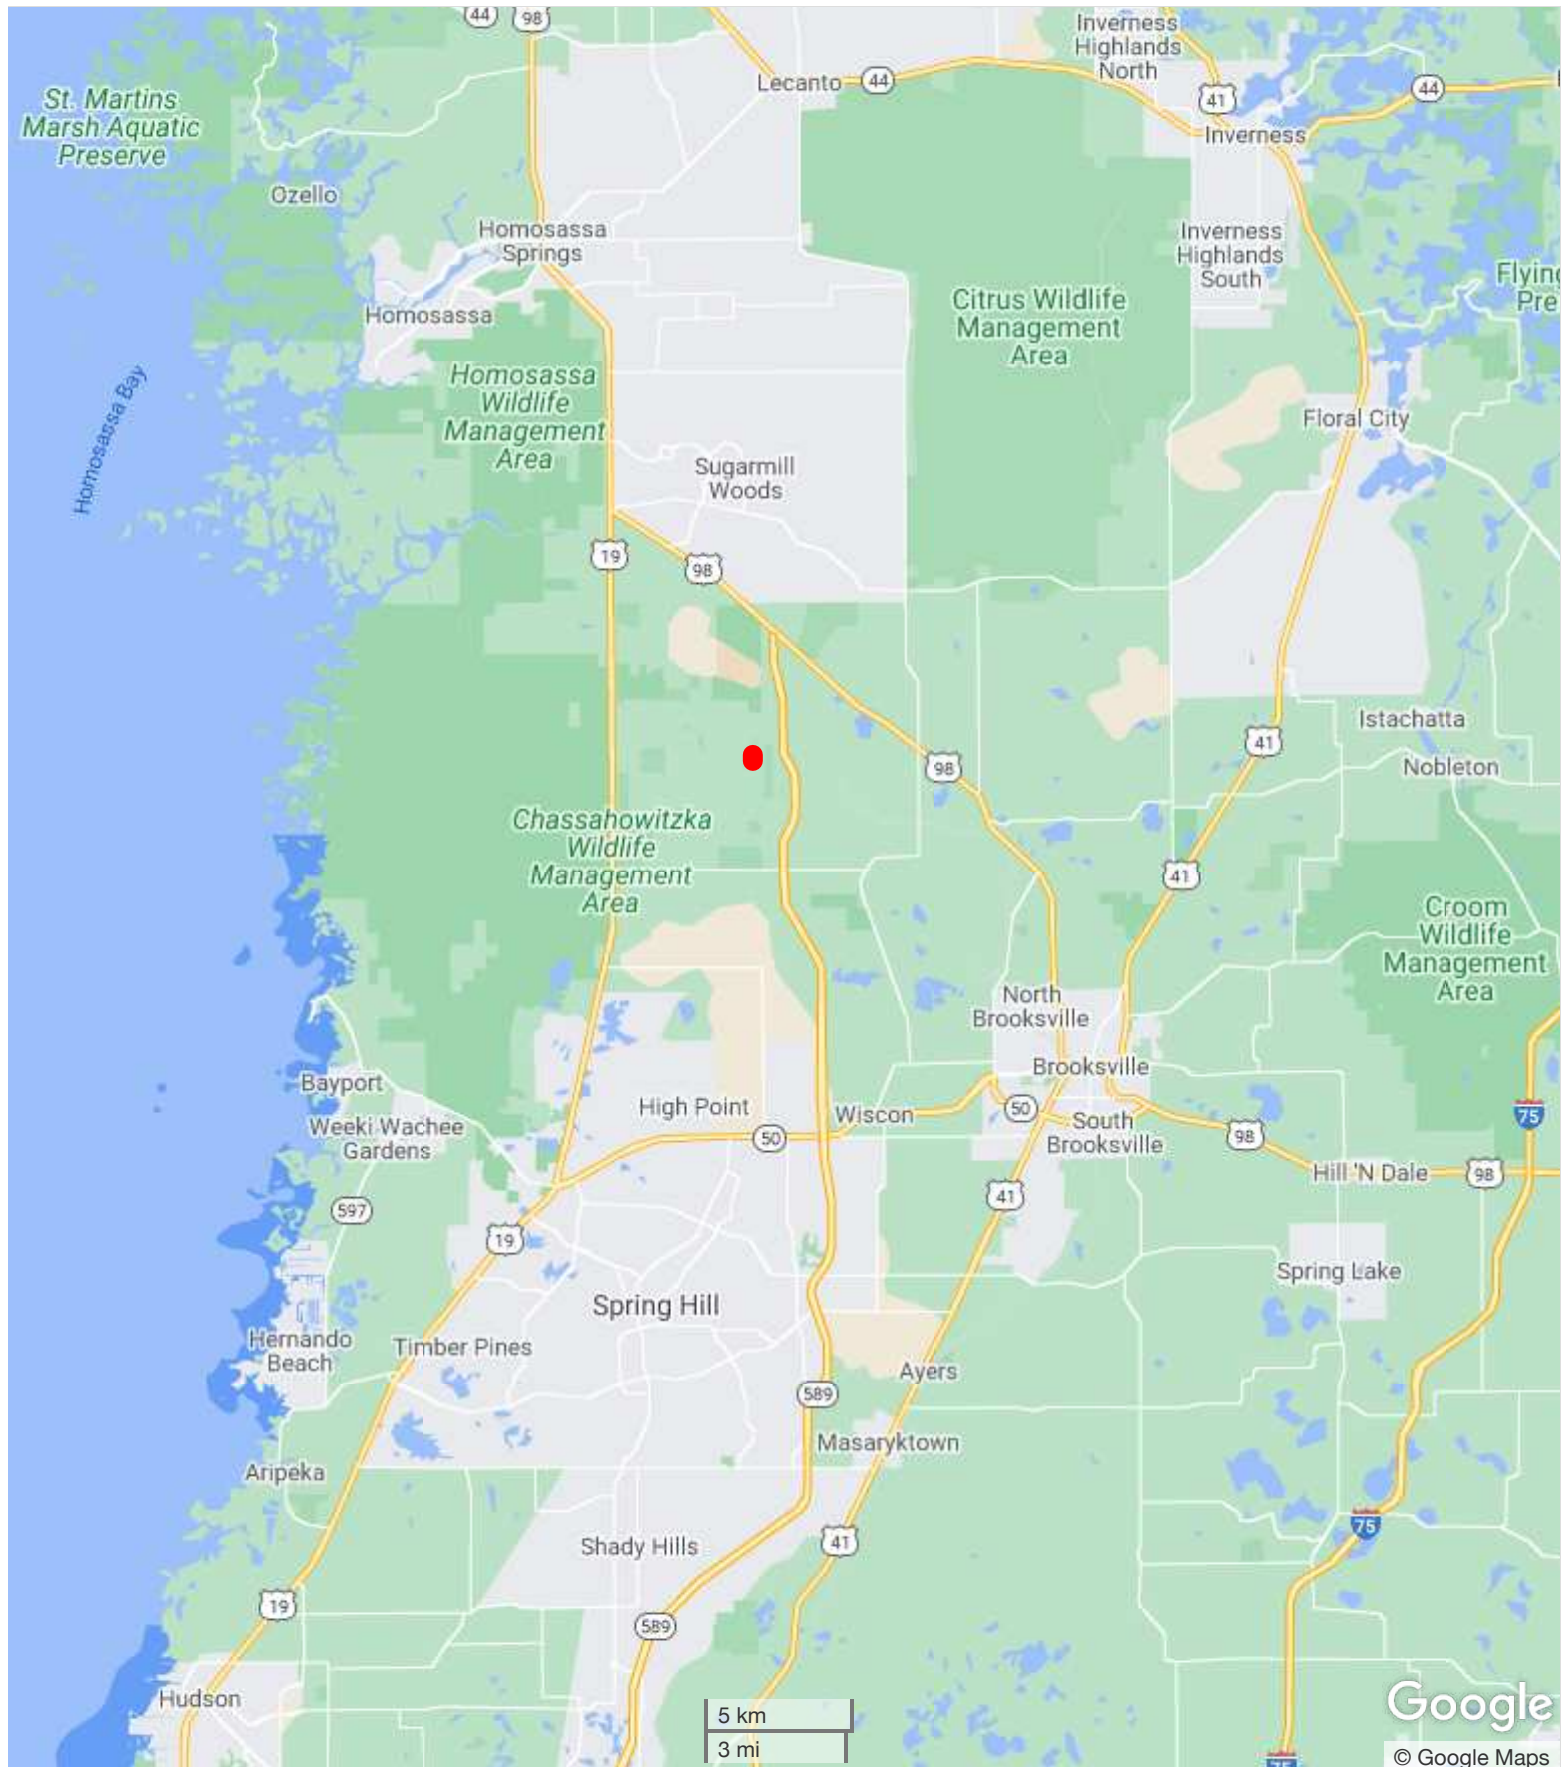 44
98
Inverness
Highlands
North
Lecanto
44
41
44
St. Martins
Marsh Aquatic
Preserve
Inverness
Ozello
Homosassa
Springs
Inverness
Highlands
South
Flying
Pre
Homosassa
Citrus Wildlife
Management
Area
Homosassa Bay
Homosassa
Wildlife
Management
Area
Floral City
Sugarmill
Woods
19
98
Istachatta
41
98
Nobleton
Chassahowitzka
Wildlife
Management
Area
41
Croom
Wildlife
Management
Area
North
Brooksville
Bayport
Brooksville
High Point
Wiscon
50
75
Weeki Wachee
Gardens
50
South
Brooksville
98
Hill 'N Dale
98
597
41
19
Spring Lake
Spring Hill
Hernando
Beach
Timber Pines
Ayers
589
Masaryktown
Aripeka
75
Shady Hills
41
19
589
Hudson
5 km
3 mi
Google
© Google Maps
75